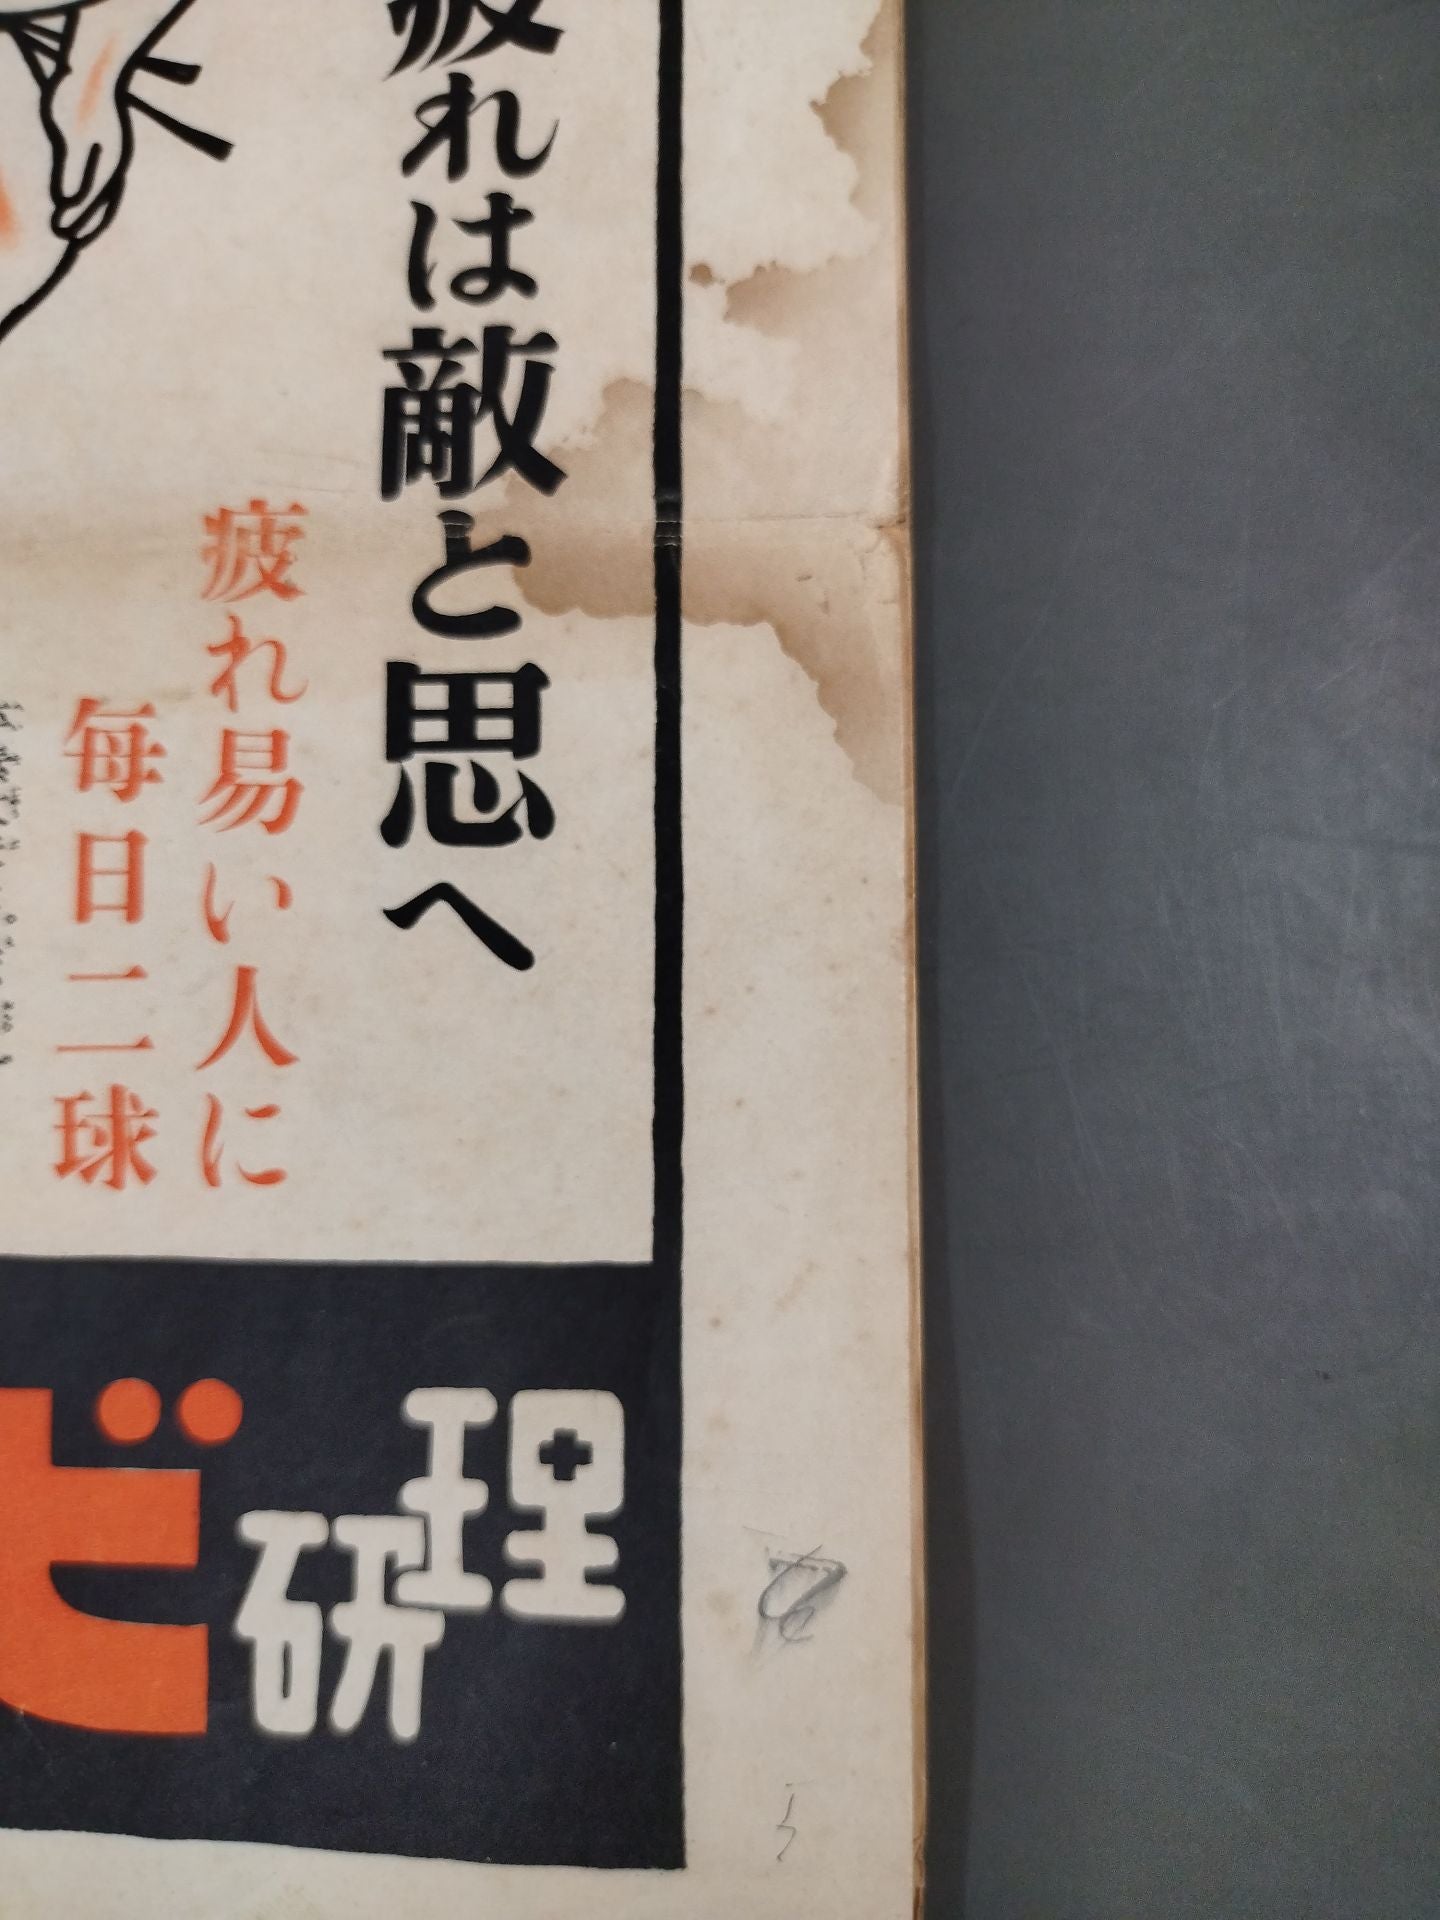 疲れは敵と思へ
疲れ易い人に
毎日二球
理研
ビ